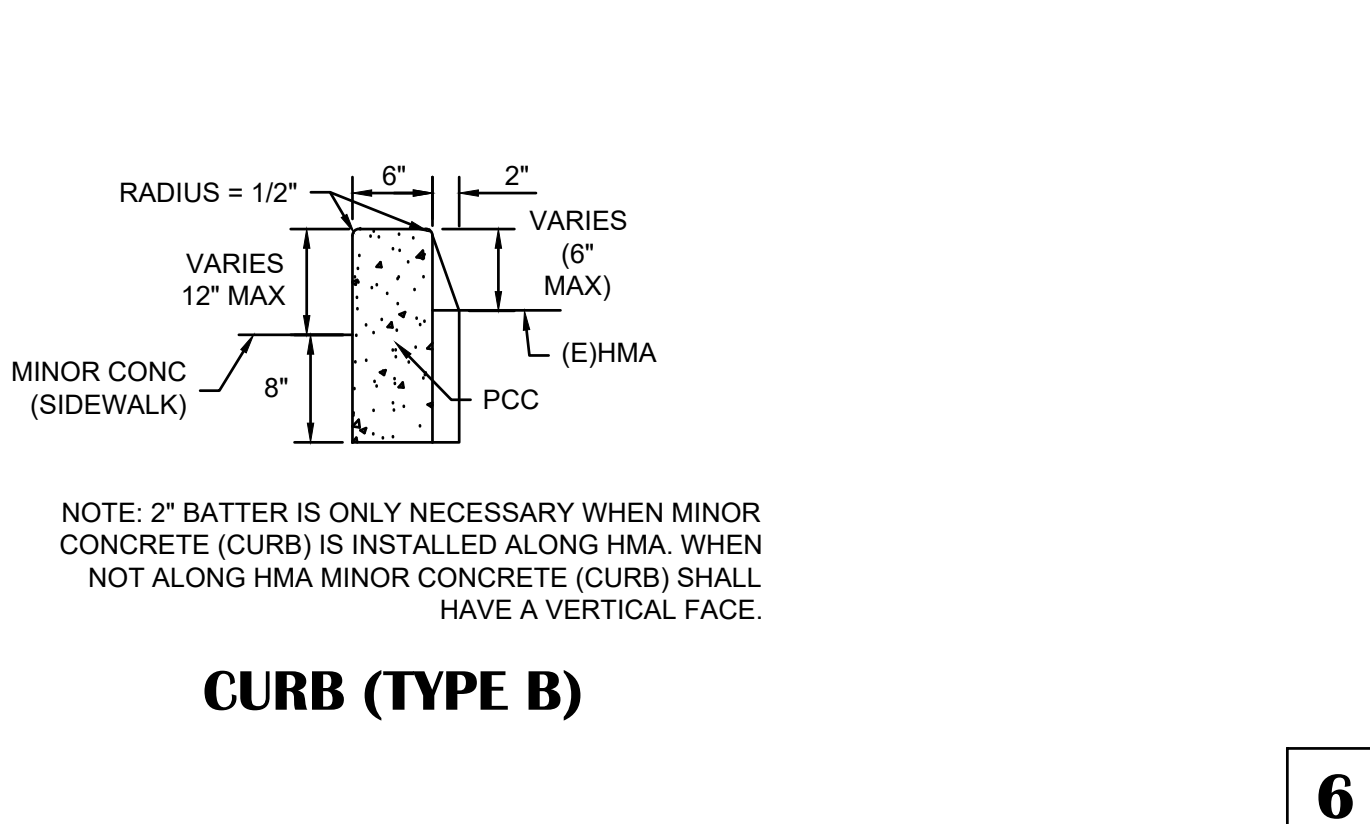 6"
2"
RADIUS = 1/2"
VARIES
(6"
MAX)
VARIES
12" MAX
(E)HMA
MINOR CONC
(SIDEWALK)
8"
PCC
NOTE: 2" BATTER IS ONLY NECESSARY WHEN MINOR
CONCRETE (CURB) IS INSTALLED ALONG HMA. WHEN
NOT ALONG HMA MINOR CONCRETE (CURB) SHALL
HAVE A VERTICAL FACE.
CURB (TYPE B)
6